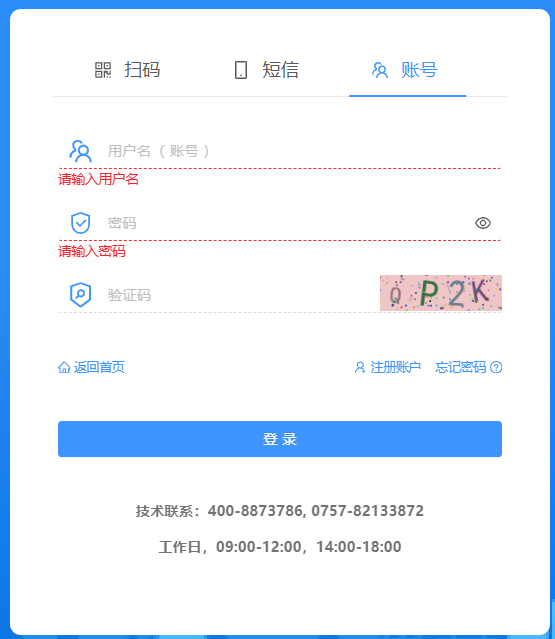 扫码 短信 账号
用户名（账号）
请输入用户名
密码
请输入密码
验证码 QP2K
返回首页 注册账户 忘记密码
登 录
技术联系：400-8873786, 0757-82133872
工作日，09:00-12:00，14:00-18:00